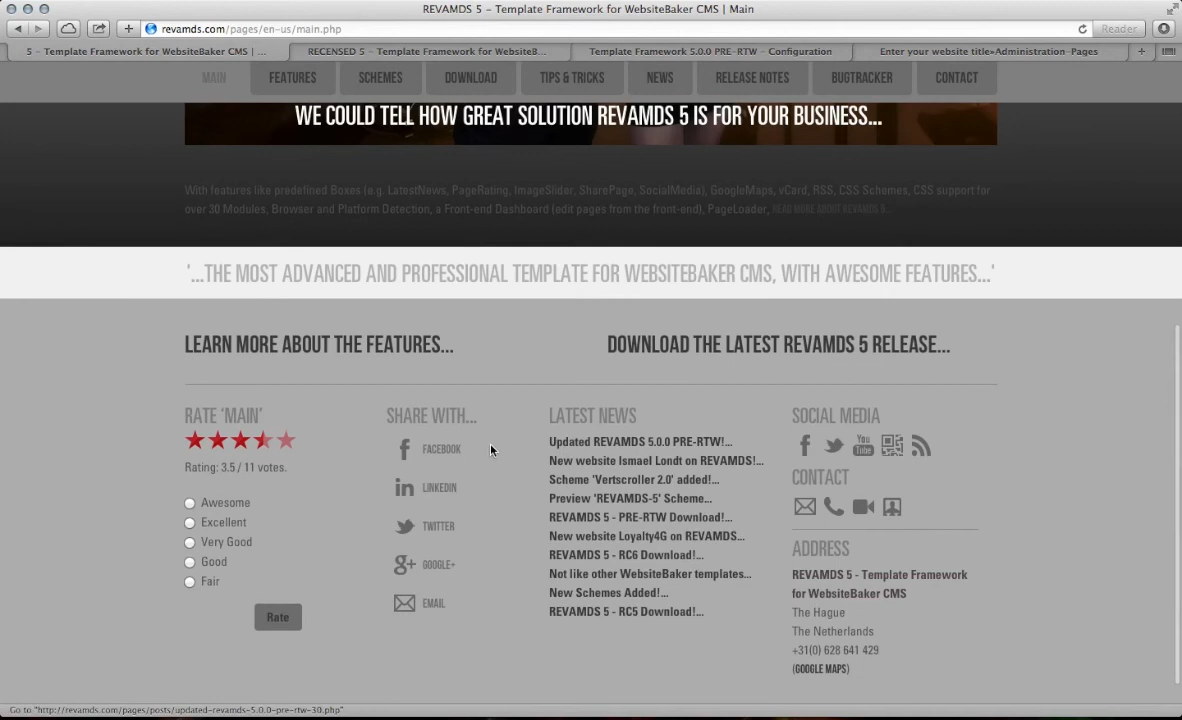 REVAMDS 5 - Template Framework for WebsiteBaker CMS | Main
revamds.com/pages/en-us/main.php
Reader
5 – Template Framework for WebsiteBaker CMS | ...
RECENSED 5 – Template Framework for WebsiteB...
Template Framework 5.0.0 PRE-RTW – Configuration
Enter your website title»Administration-Pages
MAIN
FEATURES
SCHEMES
DOWNLOAD
TIPS & TRICKS
NEWS
RELEASE NOTES
BUGTRACKER
CONTACT
WE COULD TELL HOW GREAT SOLUTION REVAMDS 5 IS FOR YOUR BUSINESS...
With features like predefined Boxes (e.g. LatestNews, PageRating, ImageSlider, SharePage, SocialMedia), GoogleMaps, vCard, RSS, CSS Schemes, CSS support for
over 30 Modules, Browser and Platform Detection, a Front-end Dashboard (edit pages from the front-end), PageLoader, READ MORE ABOUT REVAMDS 5...
'...THE MOST ADVANCED AND PROFESSIONAL TEMPLATE FOR WEBSITEBAKER CMS, WITH AWESOME FEATURES...'
LEARN MORE ABOUT THE FEATURES...
DOWNLOAD THE LATEST REVAMDS 5 RELEASE...
RATE 'MAIN'
Rating: 3.5 / 11 votes.
Awesome
Excellent
Very Good
Good
Fair
Rate
SHARE WITH...
FACEBOOK
LINKEDIN
TWITTER
GOOGLE+
EMAIL
LATEST NEWS
Updated REVAMDS 5.0.0 PRE-RTW!...
New website Ismael Londt on REVAMDS!...
Scheme 'Vertscroller 2.0' added!...
Preview 'REVAMDS-5' Scheme...
REVAMDS 5 - PRE-RTW Download!...
New website Loyalty4G on REVAMDS...
REVAMDS 5 - RC6 Download!...
Not like other WebsiteBaker templates...
New Schemes Added!...
REVAMDS 5 - RC5 Download!...
SOCIAL MEDIA
You
Tube
CONTACT
ADDRESS
REVAMDS 5 - Template Framework
for WebsiteBaker CMS
The Hague
The Netherlands
+31(0) 628 641 429
(GOOGLE MAPS)
Go to "http://revamds.com/pages/posts/updated-revamds-5.0.0-pre-rtw-30.php"